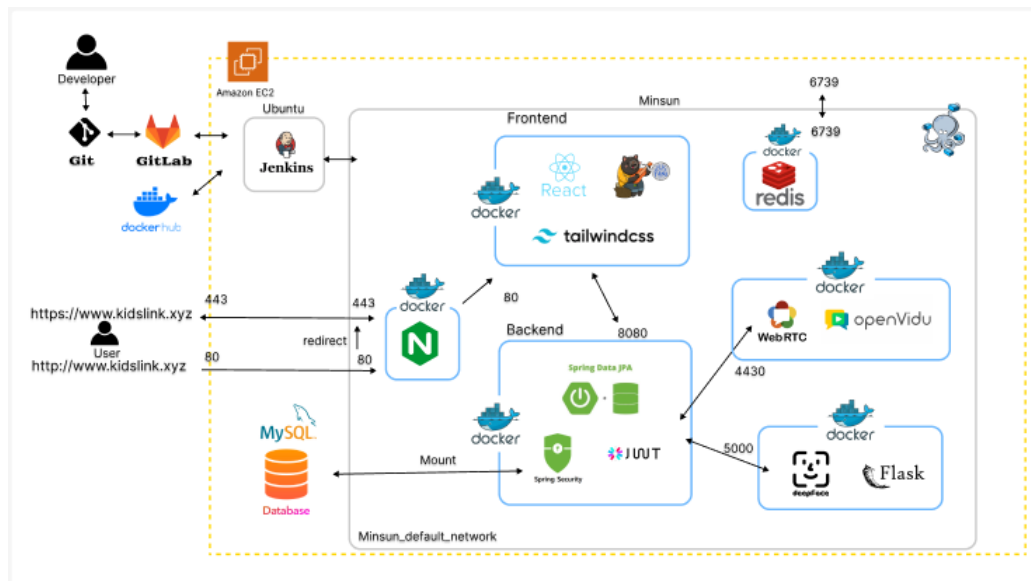 Developer
Git
GitLab
dockerhub
Amazon EC2
Ubuntu
Jenkins
Minsun
6739
6739
docker
redis
Frontend
docker
React
tailwindcss
80
https://www.kidslink.xyz
443
443
docker
User
redirect
http://www.kidslink.xyz
80
80
Backend
8080
docker
Spring Data JPA
Spring Security
JWT
docker
WebRTC
openVidu
4430
5000
docker
deepface
Flask
MySQL
Database
Mount
Minsun_default_network